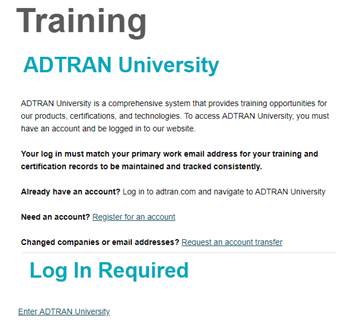 Training
ADTRAN University
ADTRAN University is a comprehensive system that provides training opportunities for
our products, certifications, and technologies. To access ADTRAN University, you must
have an account and be logged in to our website.
Your log in must match your primary work email address for your training and
certification records to be maintained and tracked consistently.
Already have an account? Log in to adtran.com and navigate to ADTRAN University
Need an account? Register for an account
Changed companies or email addresses? Request an account transfer
Log In Required
Enter ADTRAN University